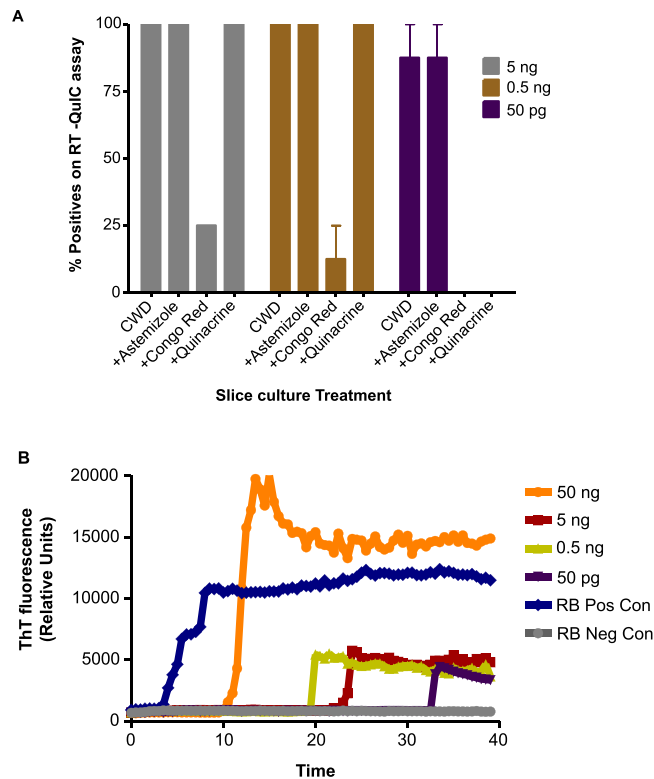 A
% Positives on RT -QuIC assay
100
75
50
25
0
CWD
+Astemizole
+Congo Red
+Quinacrine
CWD
+Astemizole
+Congo Red
+Quinacrine
CWD
+Astemizole
+Congo Red
+Quinacrine
Slice culture Treatment
5 ng
0.5 ng
50 pg
B
ThT fluorescence
(Relative Units)
20000
15000
10000
5000
0
0
10
20
30
40
Time
50 ng
5 ng
0.5 ng
50 pg
RB Pos Con
RB Neg Con